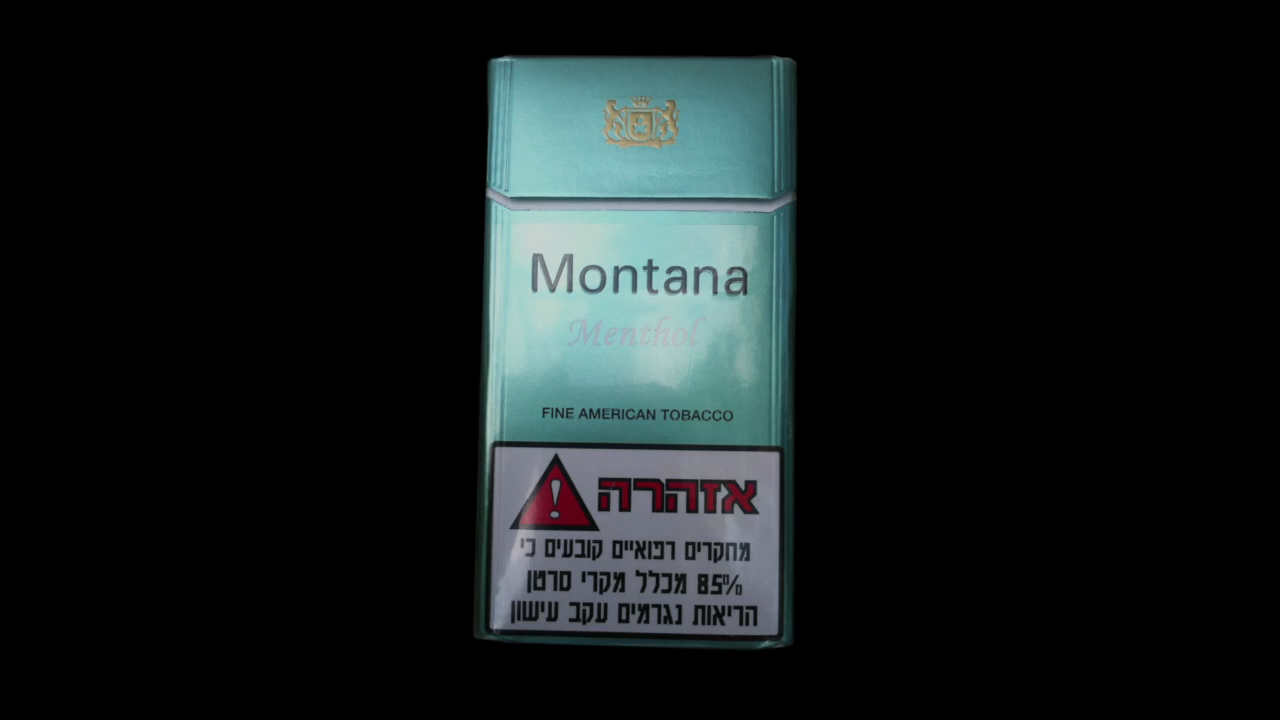 Montana
Menthol
FINE AMERICAN TOBACCO
אזהרה
מחקרים רפואיים קובעים כי
85% מכלל מקרי סרטן
הריאות נגרמים עקב עישון